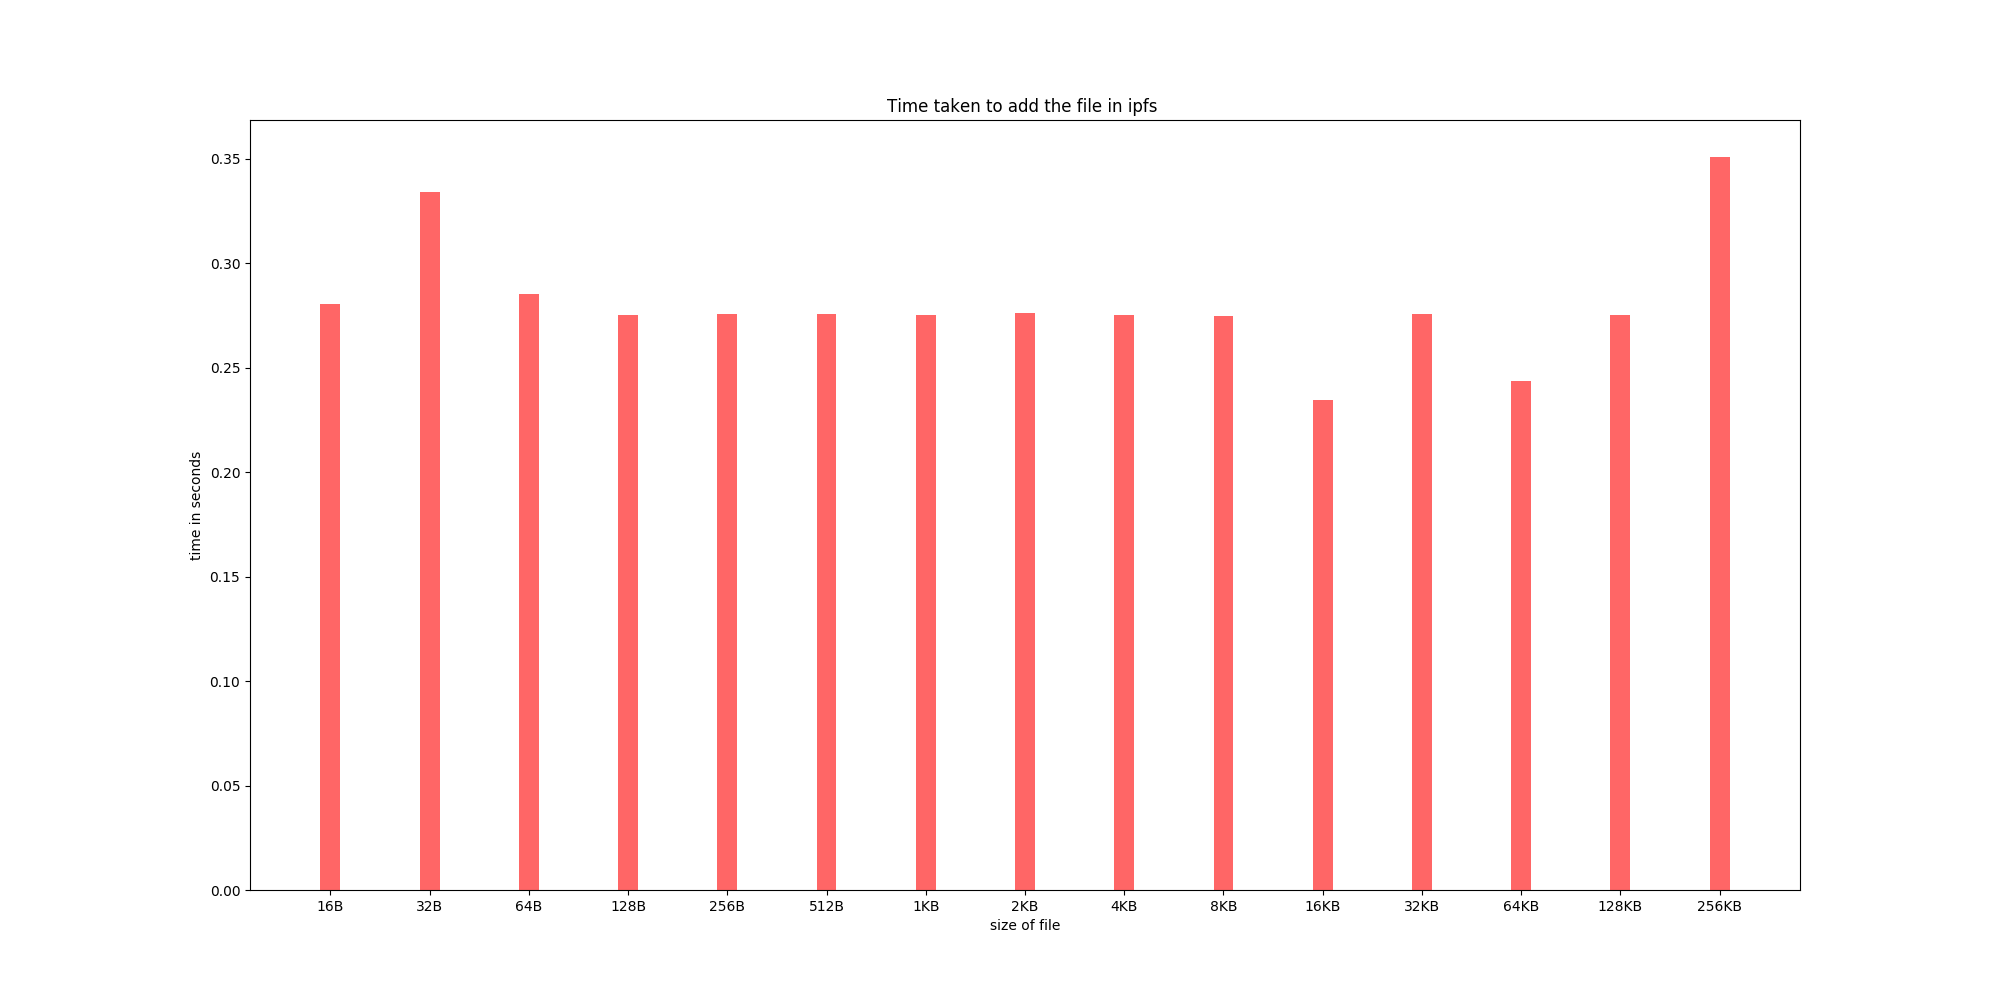 Time taken to add the file in ipfs
0.35
0.30
0.25
0.20
0.15
0.10
0.05
0.00
time in seconds
16B 32B 64B 128B 256B 512B 1KB 2KB 4KB 8KB 16KB 32KB 64KB 128KB 256KB
size of file